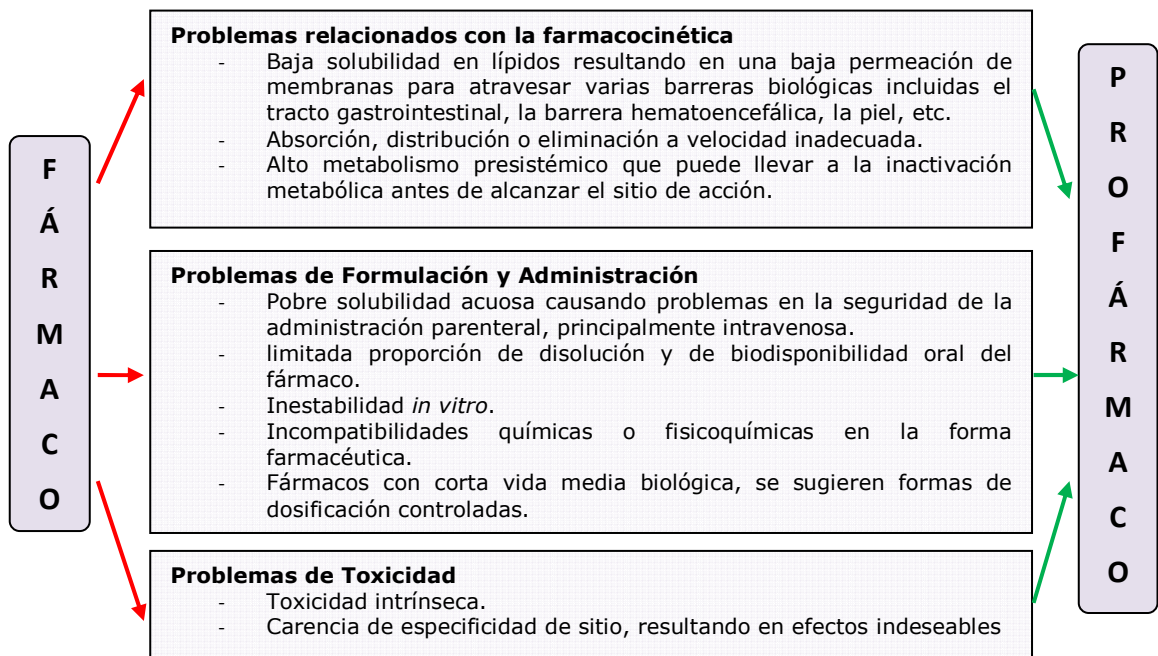 F
Á
R
M
A
C
O
Problemas relacionados con la farmacocinética
- Baja solubilidad en lípidos resultando en una baja permeación de
membranas para atravesar varias barreras biológicas incluidas el
tracto gastrointestinal, la barrera hematoencefálica, la piel, etc.
- Absorción, distribución o eliminación a velocidad inadecuada.
- Alto metabolismo presistémico que puede llevar a la inactivación
metabólica antes de alcanzar el sitio de acción.
Problemas de Formulación y Administración
- Pobre solubilidad acuosa causando problemas en la seguridad de la
administración parenteral, principalmente intravenosa.
- limitada proporción de disolución y de biodisponibilidad oral del
fármaco.
- Inestabilidad in vitro.
- Incompatibilidades químicas o fisicoquímicas en la forma
farmacéutica.
- Fármacos con corta vida media biológica, se sugieren formas de
dosificación controladas.
Problemas de Toxicidad
- Toxicidad intrínseca.
- Carencia de especificidad de sitio, resultando en efectos indeseables
P
R
O
F
Á
R
M
A
C
O